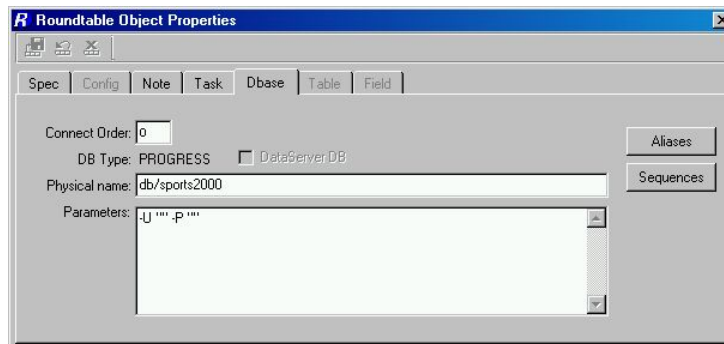 R Roundtable Object Properties
Spec Config Note Task Dbase Table Field
Connect Order: 0
Aliases
DB Type: PROGRESS DataServer DB
Sequences
Physical name: db/sports2000
Parameters: -U "" -P ""